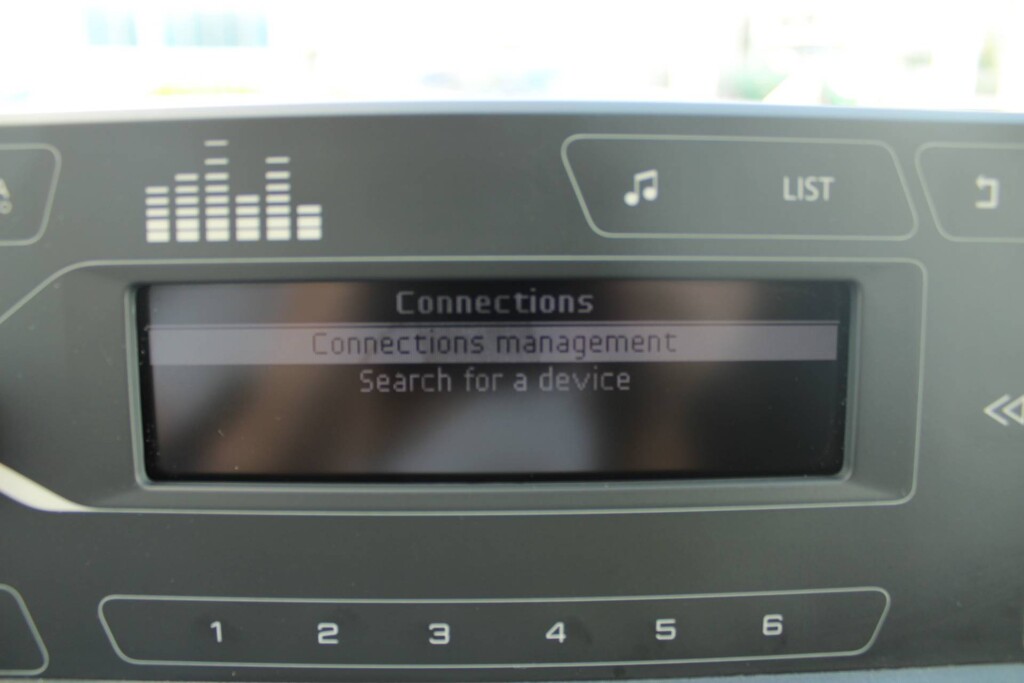 LIST
Connections
Connections management
Search for a device
1 2 3 4 5 6